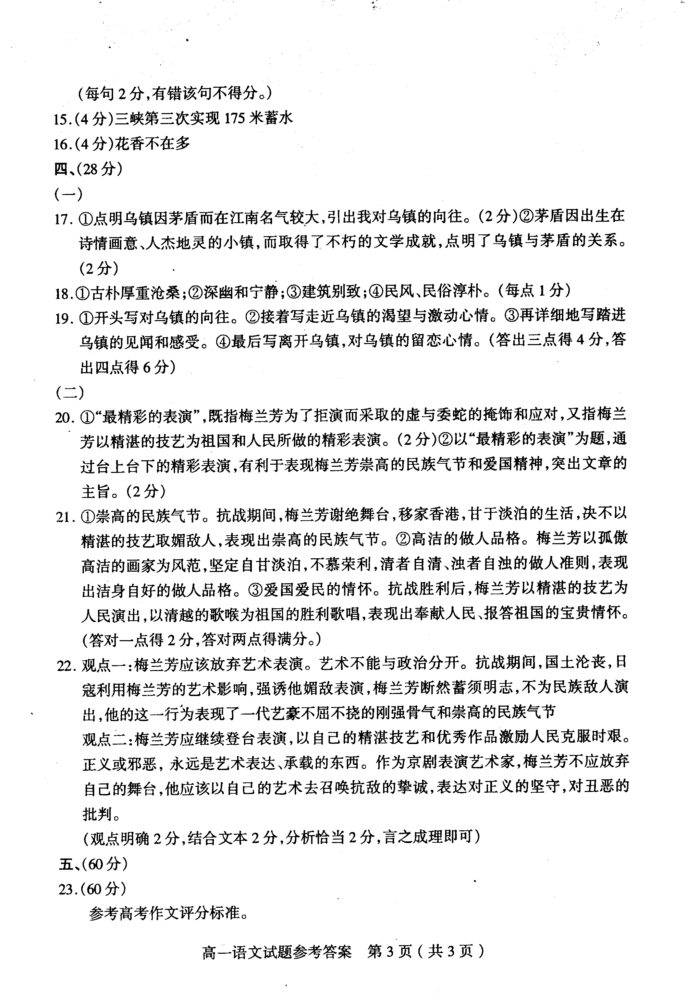 (每句2分,有错该句不得分。)
15.(4分)三峡第三次实现175米蓄水
16.(4分)花香不在多
四、(28分)
(一)
17. ①点明乌镇因茅盾而在江南名气较大,引出我对乌镇的向往。(2分)②茅盾因出生在
诗情画意、人杰地灵的小镇,而取得了不朽的文学成就,点明了乌镇与茅盾的关系。
(2分)
18.①古朴厚重沧桑;②深幽和宁静;③建筑别致;④民风、民俗淳朴。(每点1分)
19. ①开头写对乌镇的向往。②接着写走近乌镇的渴望与激动心情。③再详细地写踏进
乌镇的见闻和感受。④最后写离开乌镇,对乌镇的留恋心情。(答出三点得4分,答
出四点得6分)
(二)
20. ①“最精彩的表演”,既指梅兰芳为了拒演而采取的虚与委蛇的掩饰和应对,又指梅兰
芳以精湛的技艺为祖国和人民所做的精彩表演。(2分)②以“最精彩的表演”为题,通
过台上台下的精彩表演,有利于表现梅兰芳崇高的民族气节和爱国精神,突出文章的
主旨。(2分)
21. ①崇高的民族气节。抗战期间,梅兰芳谢绝舞台,移家香港,甘于淡泊的生活,决不以
精湛的技艺取媚敌人,表现出崇高的民族气节。②高洁的做人品格。梅兰芳以孤傲
高洁的画家为风范,坚定自甘淡泊,不慕荣利,清者自清、浊者自浊的做人准则,表现
出洁身自好的做人品格。③爱国爱民的情怀。抗战胜利后,梅兰芳以精湛的技艺为
人民演出,以清越的歌喉为祖国的胜利歌唱,表现出奉献人民、报答祖国的宝贵情怀。
(答对一点得2分,答对两点得满分。)
22. 观点一:梅兰芳应该放弃艺术表演。艺术不能与政治分开。抗战期间,国土沦丧,日
寇利用梅兰芳的艺术影响,强诱他媚敌表演,梅兰芳断然蓄须明志,不为民族敌人演
出,他的这一行为表现了一代艺豪不屈不挠的刚强骨气和崇高的民族气节
观点二:梅兰芳应继续登台表演,以自己的精湛技艺和优秀作品激励人民克服时艰。
正义或邪恶,永远是艺术表达、承载的东西。作为京剧表演艺术家,梅兰芳不应放弃
自己的舞台,他应该以自己的艺术去召唤抗敌的挚诚,表达对正义的坚守,对丑恶的
批判。
(观点明确2分,结合文本2分,分析恰当2分,言之成理即可)
五、(60分)
23.(60分)
参考高考作文评分标准。
高一语文试题参考答案 第3页(共3页)